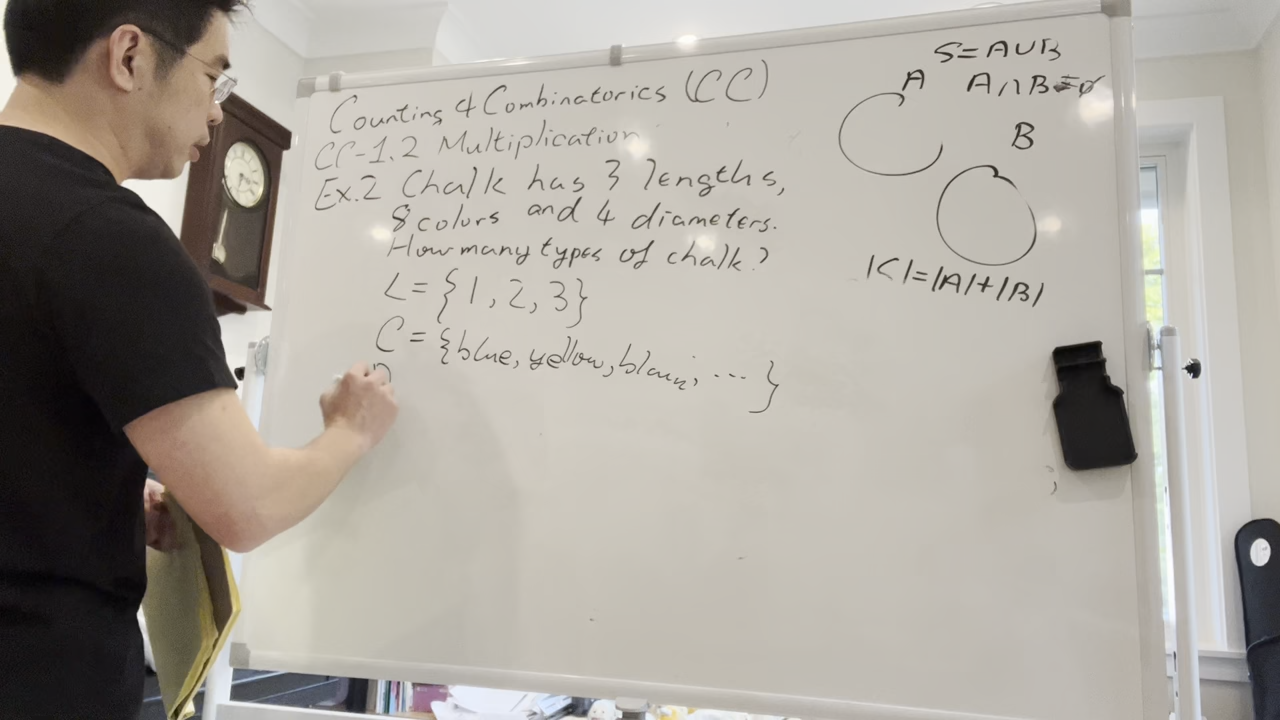 Counting & Combinatorics (CC)
CC-1.2 Multiplication
Ex.2 Chalk has 3 lengths,
8 colors and 4 diameters.
How many types of chalk?
L = {1, 2, 3}
C = {blue, yellow, ... }
D
S = A∪B
A∩B=∅
A
B
|C|=|A|+|B|